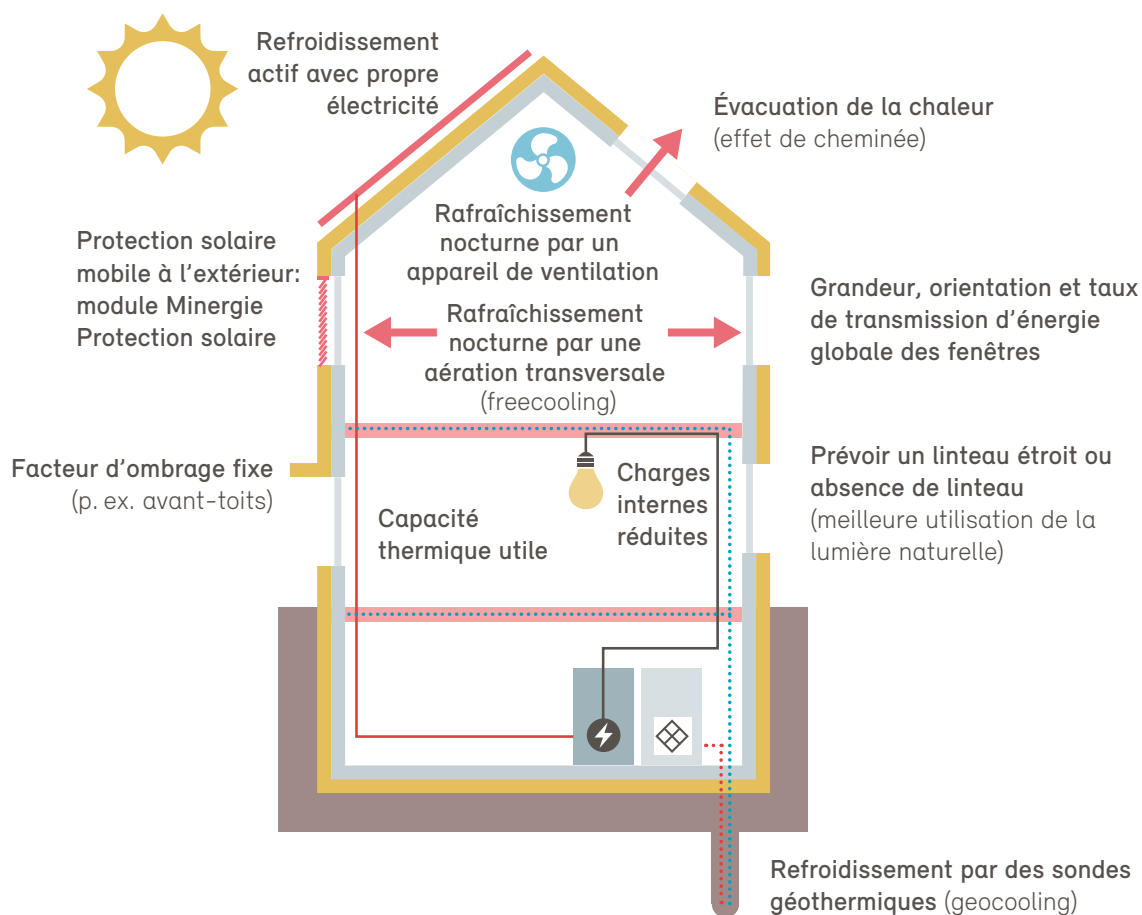 Refroidissement
actif avec propre
électricité
Évacuation de la chaleur
(effet de cheminée)
Protection solaire
mobile à l'extérieur:
module Minergie
Protection solaire
Rafraîchissement
nocturne par un
appareil de ventilation
Rafraîchissement
nocturne par une
aération transversale
(freecooling)
Grandeur, orientation et taux
de transmission d'énergie
globale des fenêtres
Facteur d'ombrage fixe
(p. ex. avant-toits)
Capacité
thermique utile
Charges
internes
réduites
Prévoir un linteau étroit ou
absence de linteau
(meilleure utilisation de la
lumière naturelle)
Refroidissement par des sondes
géothermiques (geocooling)